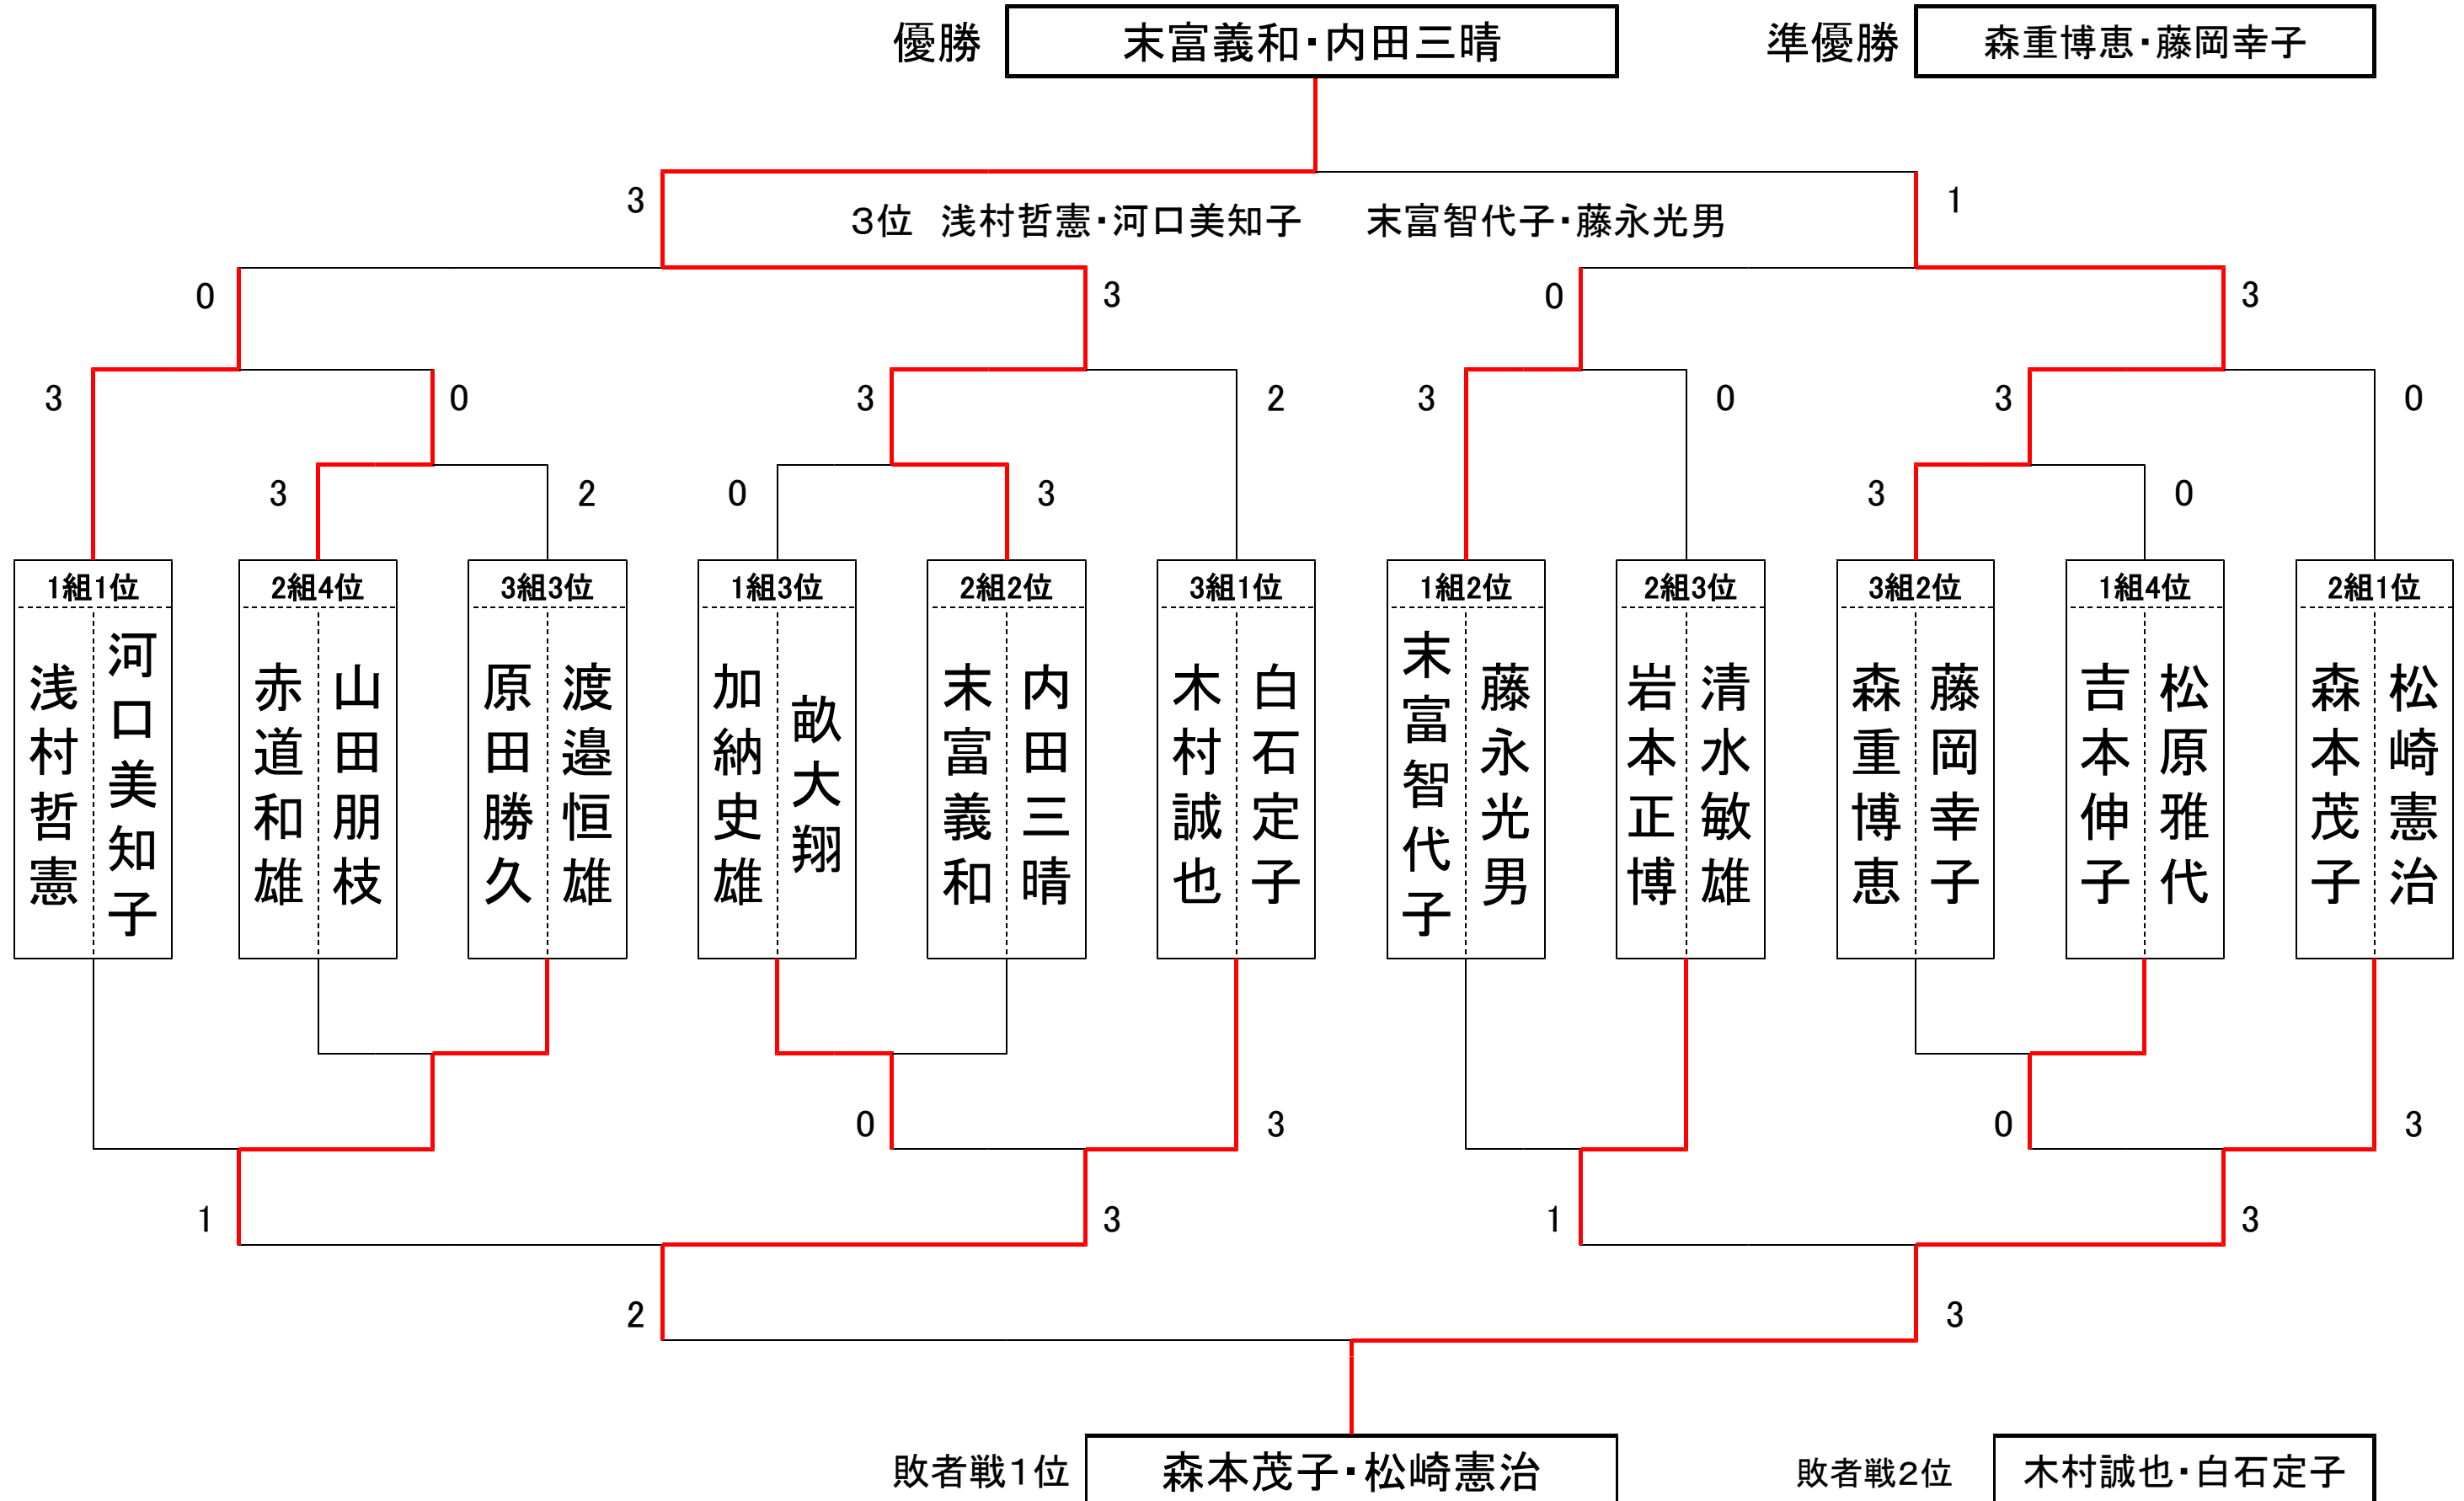 優勝 末富義和・内田三晴 準優勝 森重博恵・藤岡幸子
3 1
３位 浅村哲憲・河口美知子 末富智代子・藤永光男
0 3 0 3
3 0 3 2 3 0 3 0
3 2 0 3 3 0
1組1位 2組4位 3組3位 1組3位 2組2位 3組1位 1組2位 2組3位 3組2位 1組4位 2組1位
浅村哲憲 河口美知子
赤道和雄 山田朋枝
原田勝久 渡邉恒雄
加納史雄 畝大翔
末富義和 内田三晴
木村誠也 白石定子
末富智代子 藤永光男
岩本正博 清水敏雄
森重博恵 藤岡幸子
吉本伸子 松原雅代
森本茂子 松崎憲治
0 3 0 3
1 3 1 3
2 3
敗者戦１位 森本茂子・松崎憲治 敗者戦２位 木村誠也・白石定子